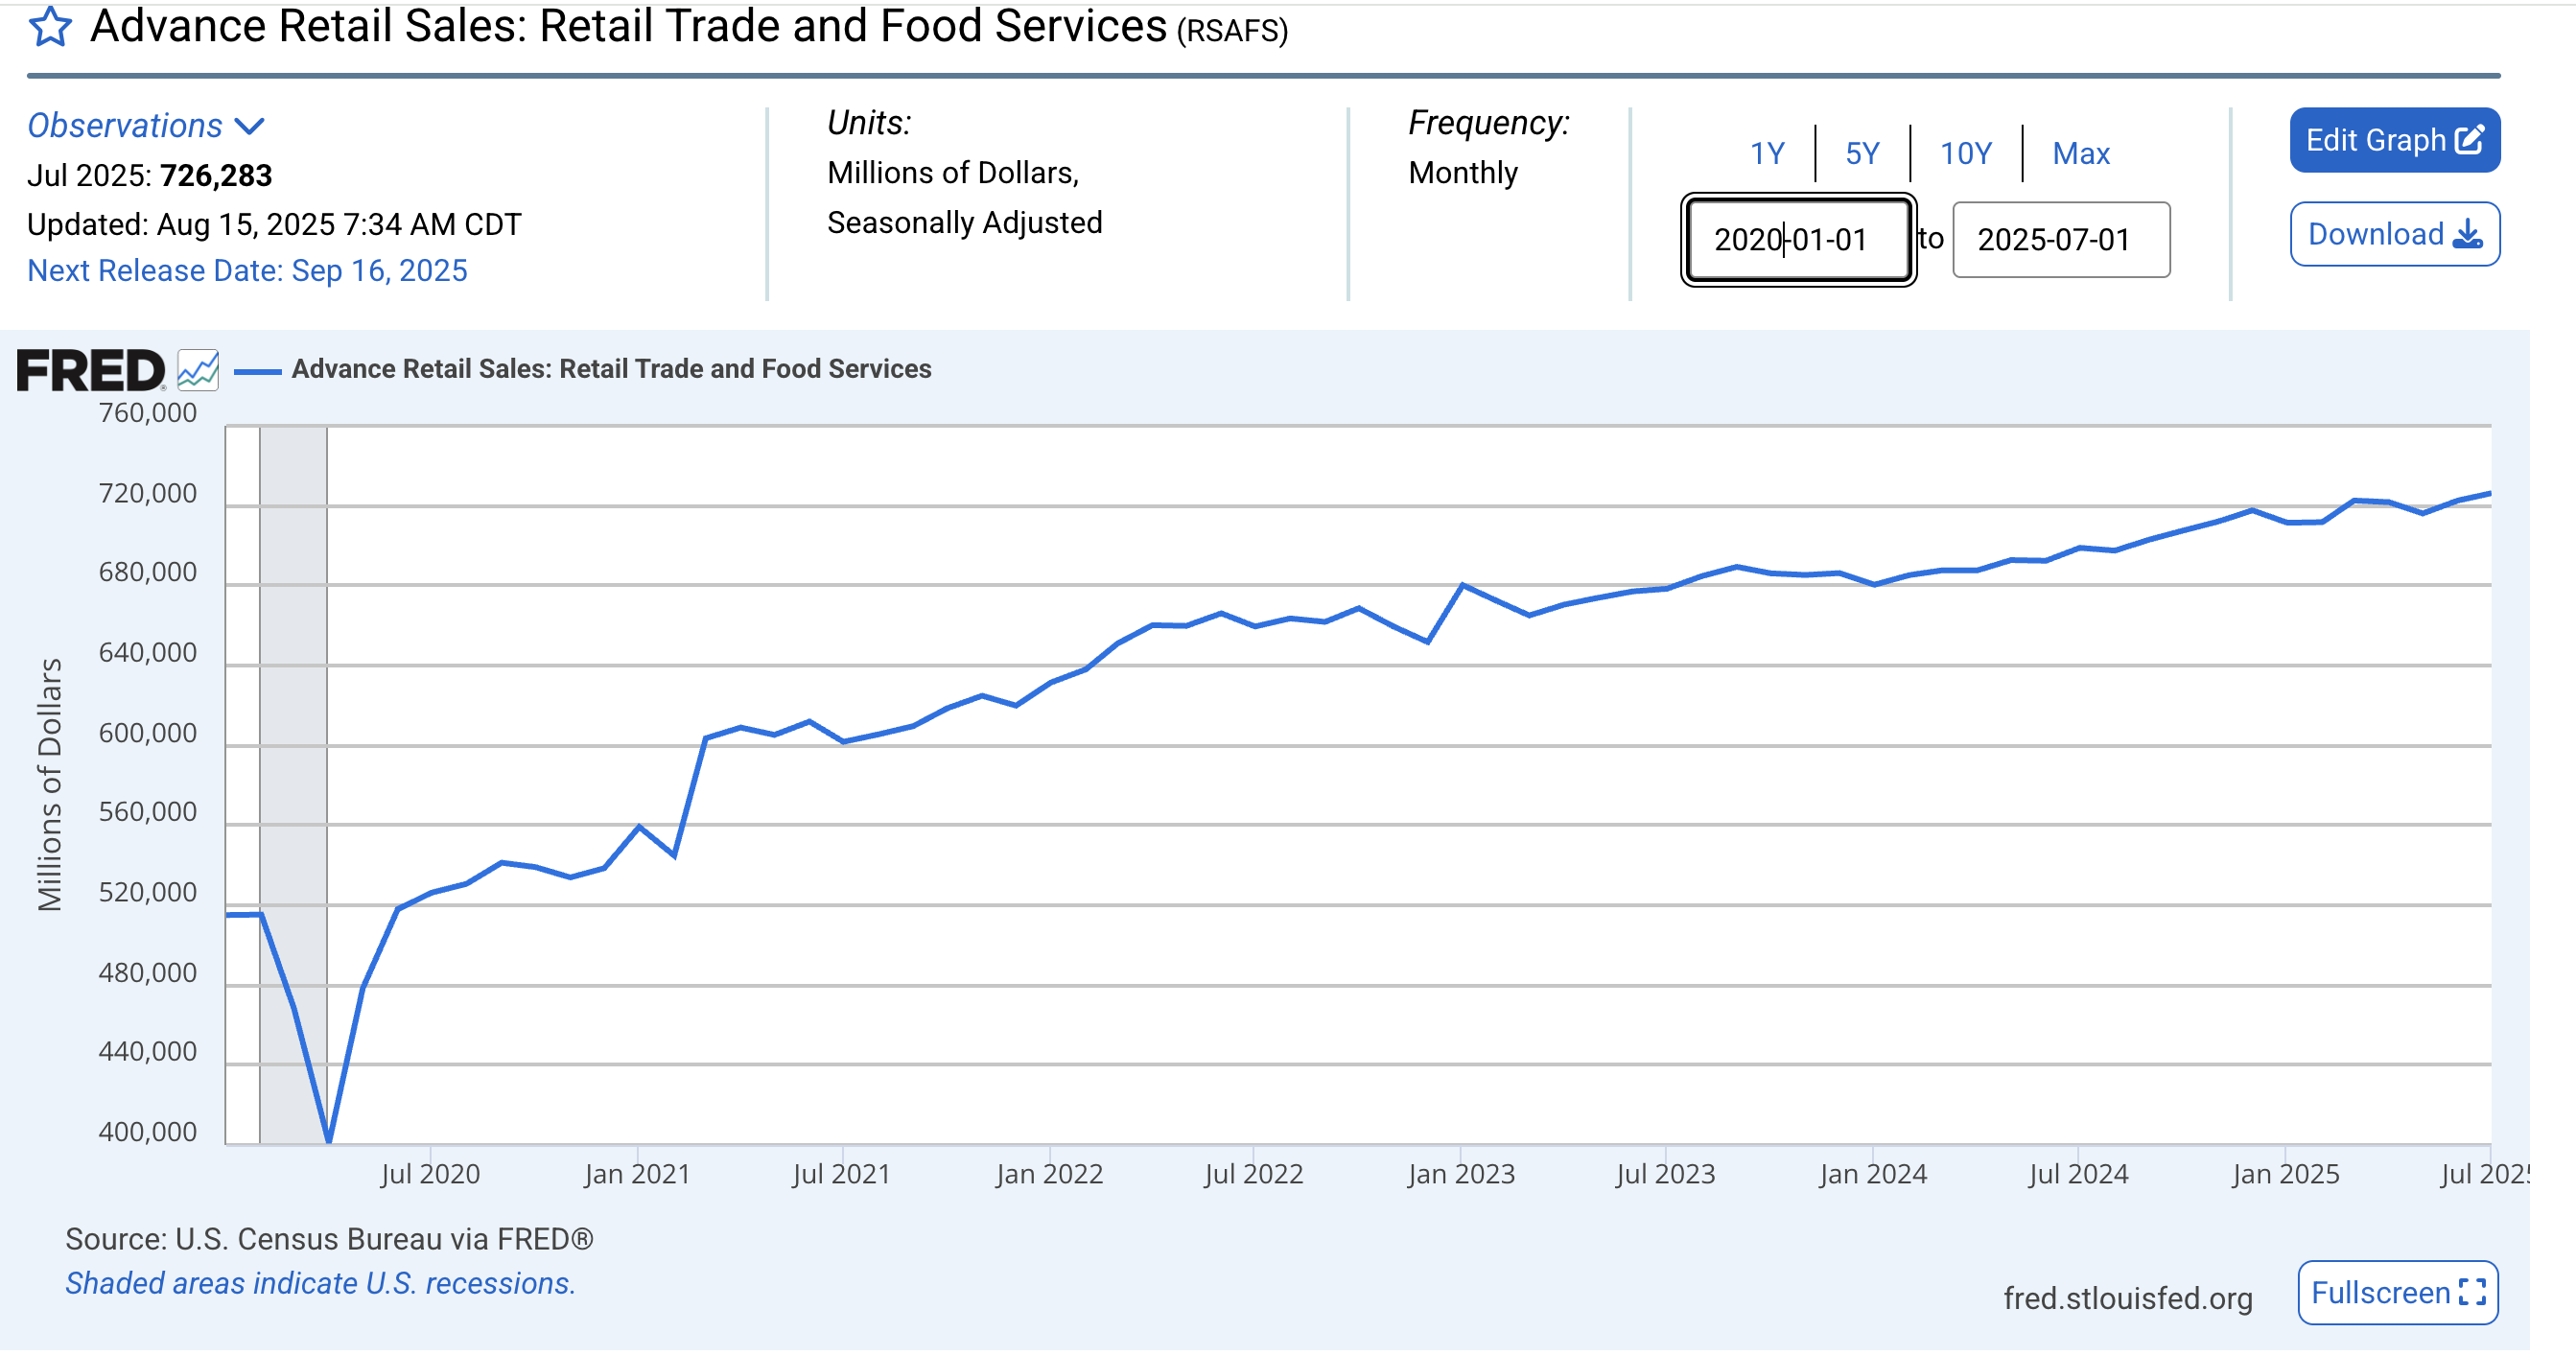 Advance Retail Sales: Retail Trade and Food Services (RSAFS)
Observations
Jul 2025: 726,283
Updated: Aug 15, 2025 7:34 AM CDT
Next Release Date: Sep 16, 2025
Units:
Millions of Dollars,
Seasonally Adjusted
Frequency:
Monthly
1Y
5Y
10Y
Max
2020-01-01 to 2025-07-01
Edit Graph
Download
FRED
Advance Retail Sales: Retail Trade and Food Services
760,000
720,000
680,000
640,000
600,000
560,000
520,000
480,000
440,000
400,000
Millions of Dollars
Jul 2020
Jan 2021
Jul 2021
Jan 2022
Jul 2022
Jan 2023
Jul 2023
Jan 2024
Jul 2024
Jan 2025
Jul 2025
Source: U.S. Census Bureau via FRED®
Shaded areas indicate U.S. recessions.
fred.stlouisfed.org
Fullscreen